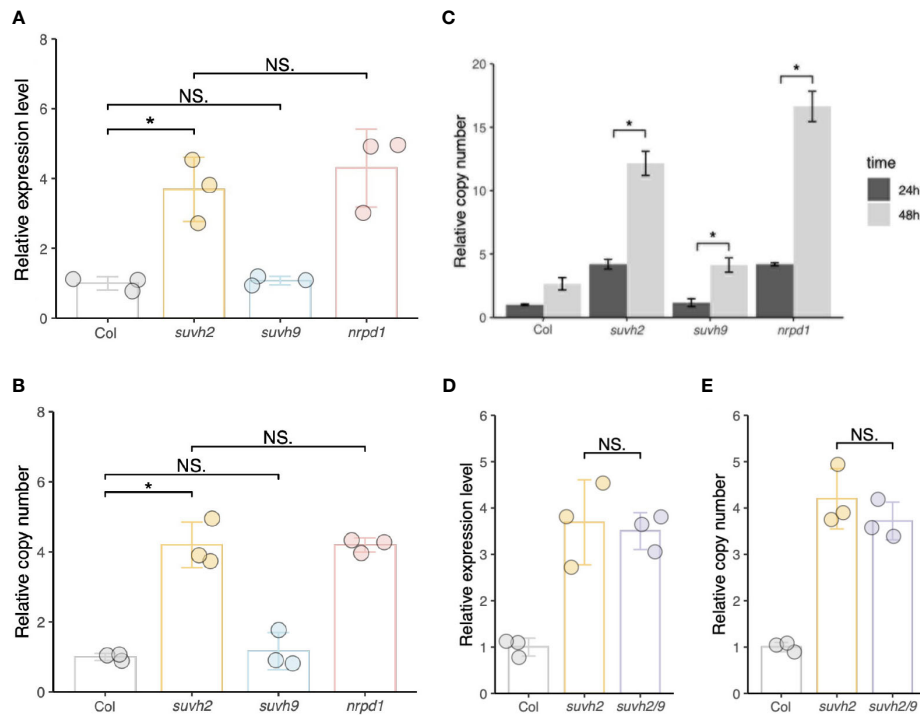 A
Relative expression level
8
6
4
2
0
NS.
NS.
*
Col
suvh2
suvh9
nrpd1
C
Relative copy number
20
15
10
5
0
*
*
*
time
24h
48h
Col
suvh2
suvh9
nrpd1
B
Relative copy number
8
6
4
2
0
NS.
NS.
*
Col
suvh2
suvh9
nrpd1
D
Relative expression level
6
5
4
3
2
1
0
NS.
Col
suvh2
suvh2/9
E
Relative copy number
6
5
4
3
2
1
0
NS.
Col
suvh2
suvh2/9